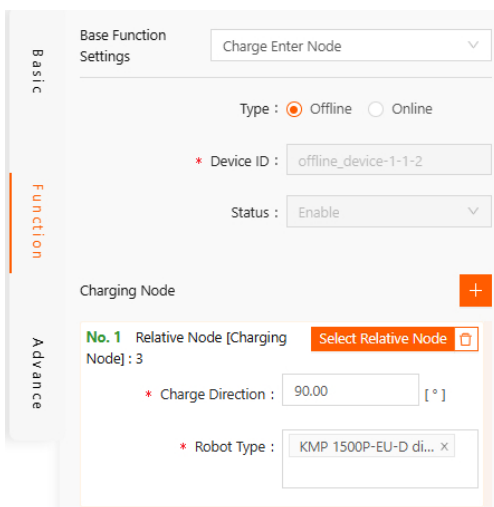 Basic
Function
Advance
Base Function
Settings
Charge Enter Node
Type : Offline Online
* Device ID : offline_device-1-1-2
Status : Enable
Charging Node
+
No. 1 Relative Node [Charging
Node] : 3
Select Relative Node
* Charge Direction : 90.00 [ ° ]
* Robot Type : KMP 1500P-EU-D di... ×